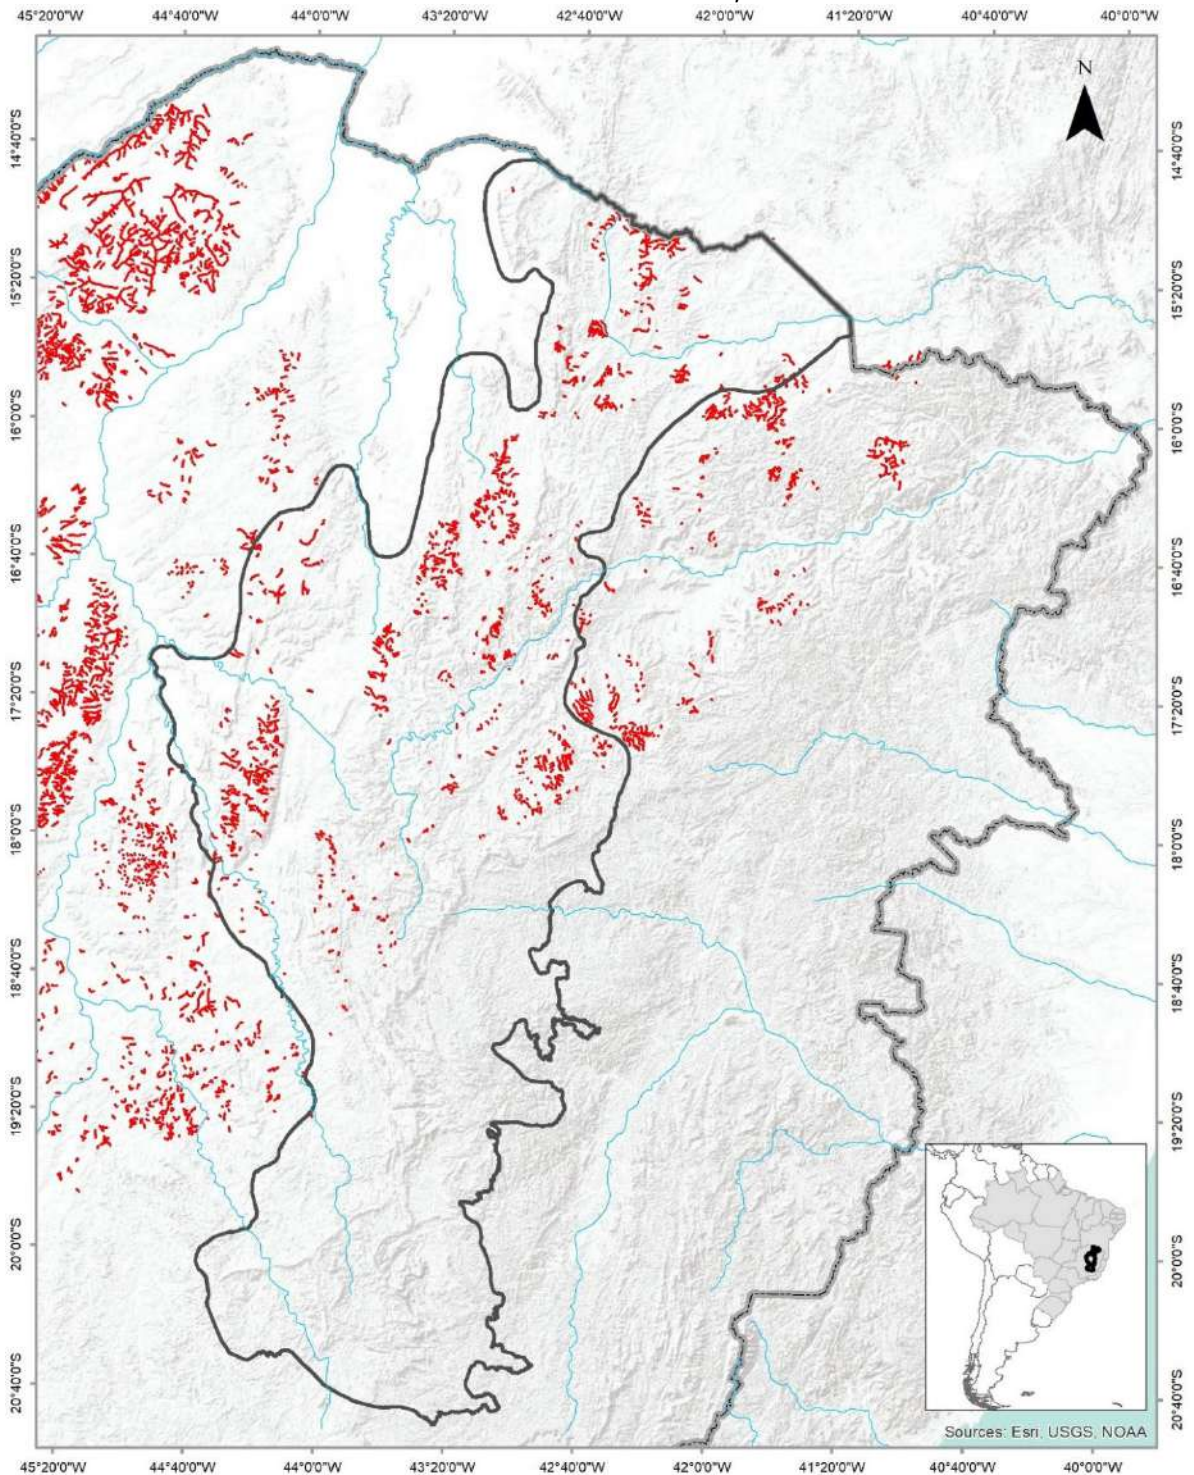 45°20'0"W 44°40'0"W 44°0'0"W 43°20'0"W 42°40'0"W 42°0'0"W 41°20'0"W 40°40'0"W 40°0'0"W
N
14°40'0"S 14°40'0"S
15°20'0"S 15°20'0"S
16°0'0"S 16°0'0"S
16°40'0"S 16°40'0"S
17°20'0"S 17°20'0"S
18°0'0"S 18°0'0"S
18°40'0"S 18°40'0"S
19°20'0"S 19°20'0"S
20°0'0"S 20°0'0"S
20°40'0"S 20°40'0"S
Sources: Esri, USGS, NOAA
45°20'0"W 44°40'0"W 44°0'0"W 43°20'0"W 42°40'0"W 42°0'0"W 41°20'0"W 40°40'0"W 40°0'0"W